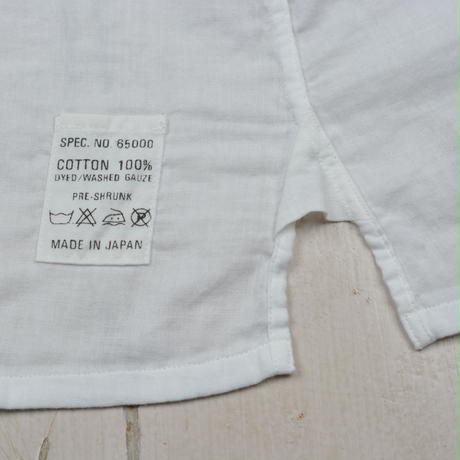 SPEC. NO. 65000
COTTON 100%
DYED/WASHED GAUZE
PRE-SHRUNK
MADE IN JAPAN